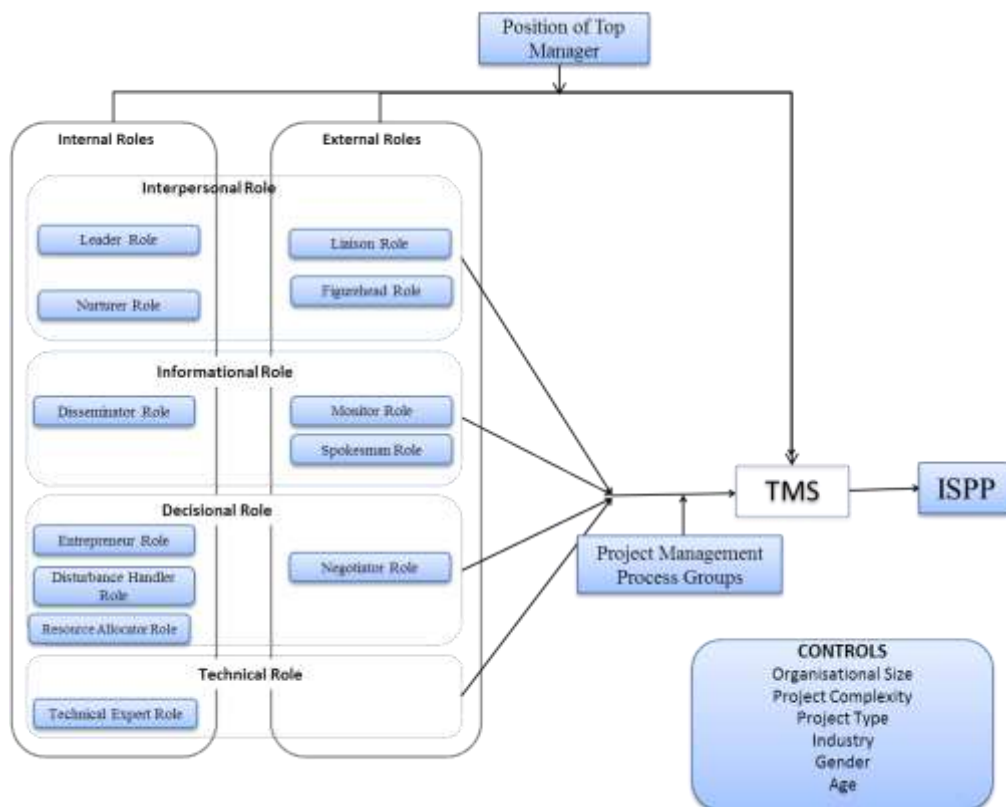 Position of Top
Manager
Internal Roles
External Roles
Interpersonal Role
Leader Role
Liaison Role
Nurturer Role
Figurehead Role
Informational Role
Disseminator Role
Monitor Role
Spokesman Role
Decisional Role
Entrepreneur Role
Disturbance Handler
Role
Negotiator Role
Resource Allocator Role
Technical Role
Technical Expert Role
TMS
ISPP
Project Management
Process Groups
CONTROLS
Organisational Size
Project Complexity
Project Type
Industry
Gender
Age